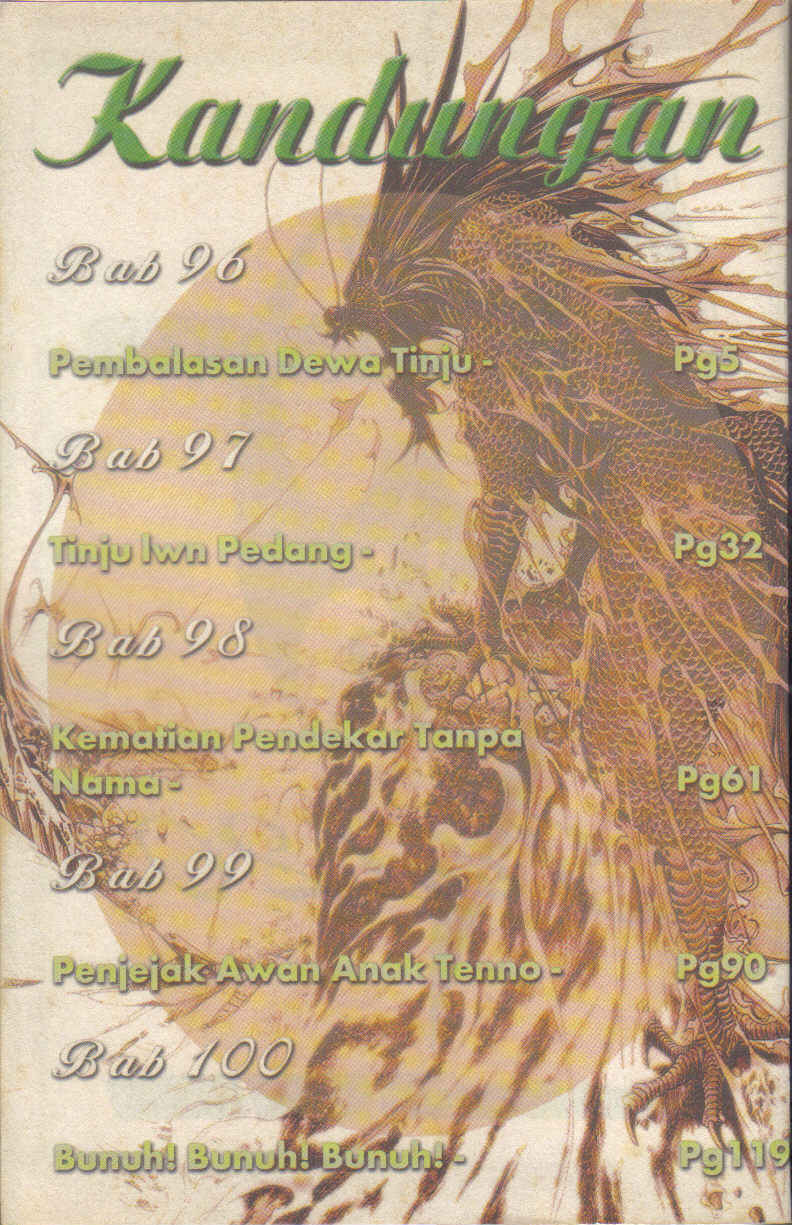 Kandungan
Bab 96
Pembalasan Dewa Tinju - Pg5
Bab 97
Tinju lwn Pedang - Pg32
Bab 98
Kematian Pendekar Tanpa
Nama - Pg61
Bab 99
Penjejak Awan Anak Tenno - Pg90
Bab 100
Bunuh! Bunuh! Bunuh! - Pg119